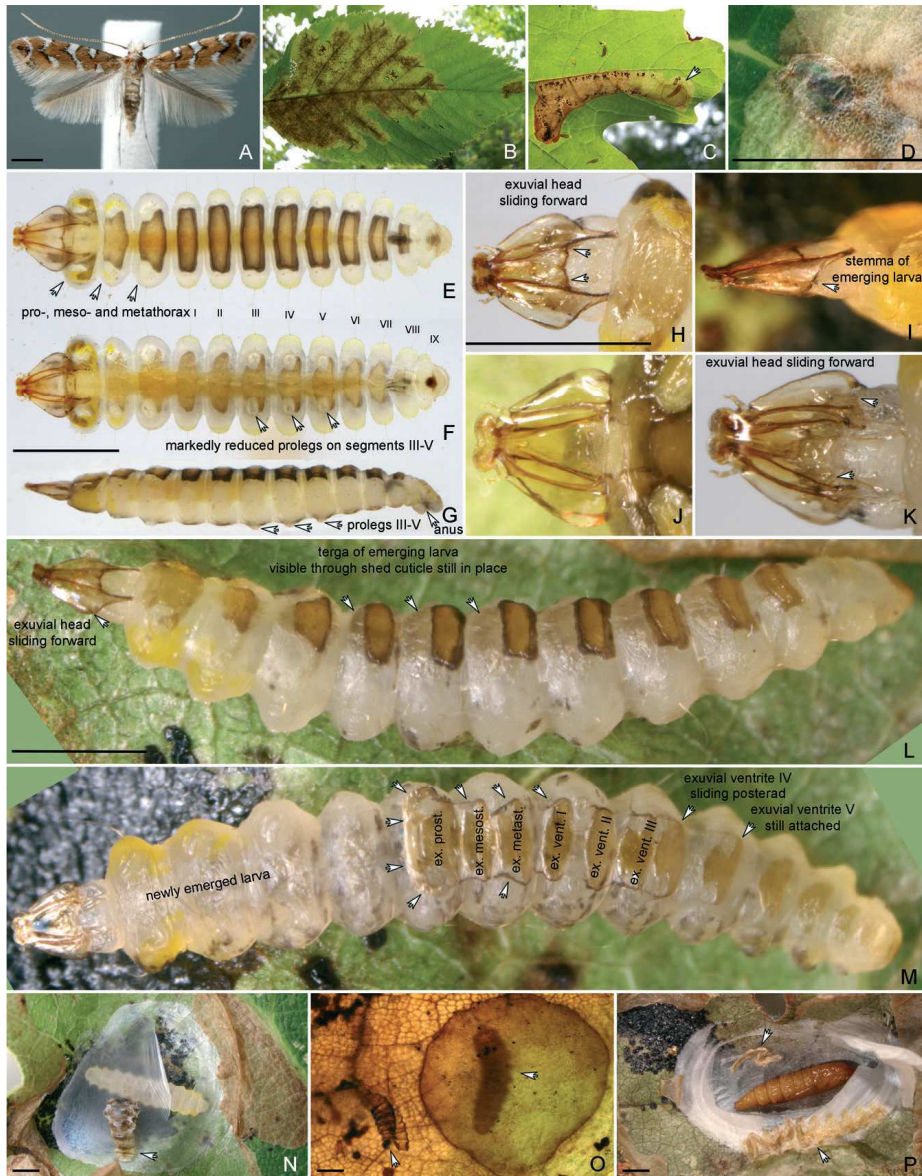 A
B
C
D
E
pro-, meso- and metathorax
I
II
III
IV
V
VI
VII
VIII
IX
F
markedly reduced prolegs on segments III-V
G
prolegs III-V
anus
exuvial head
sliding forward
H
stemma of
emerging larva
I
J
exuvial head sliding forward
K
terga of emerging larva
visible through shed cuticle still in place
exuvial head
sliding forward
L
newly emerged larva
ex. prost.
ex. mesost.
ex. metast.
ex. vent. I
ex. vent. II
ex. vent. III
exuvial ventrite IV
sliding posterad
exuvial ventrite V
still attached
M
N
O
P